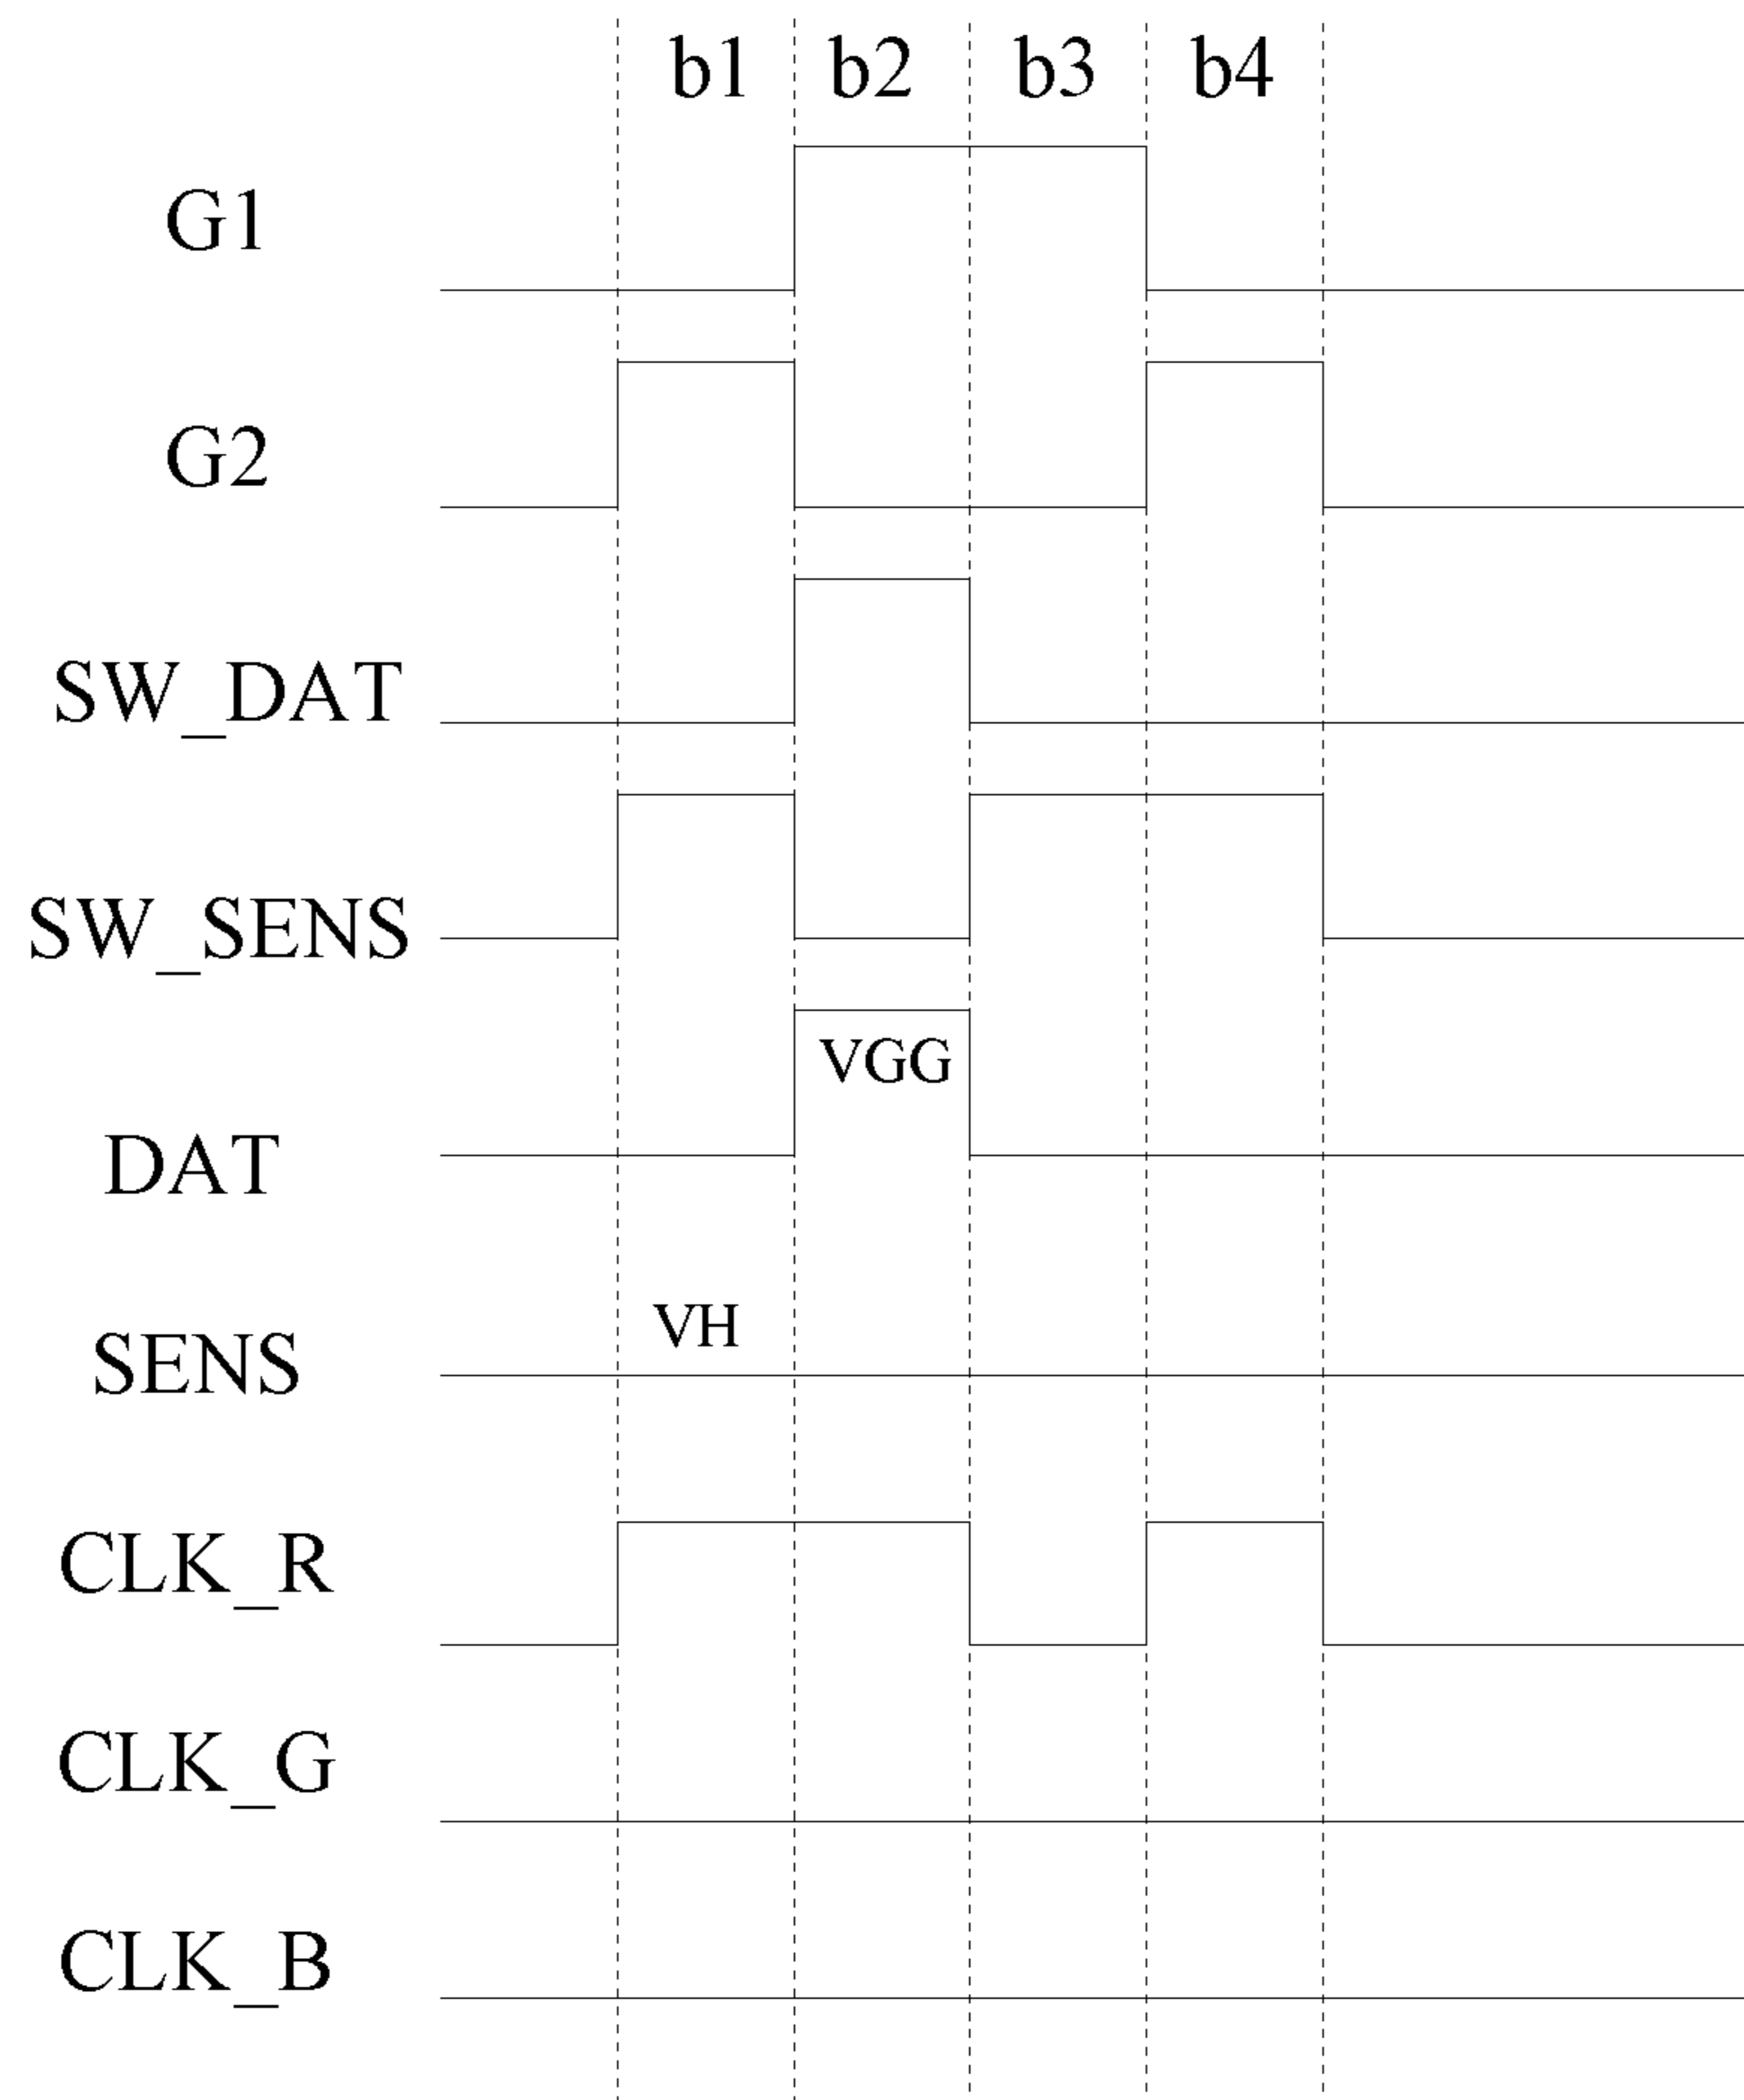 b1 b2 b3 b4
G1
G2
SW_DAT
SW_SENS
VGG
DAT
VH
SENS
CLK_R
CLK_G
CLK_B